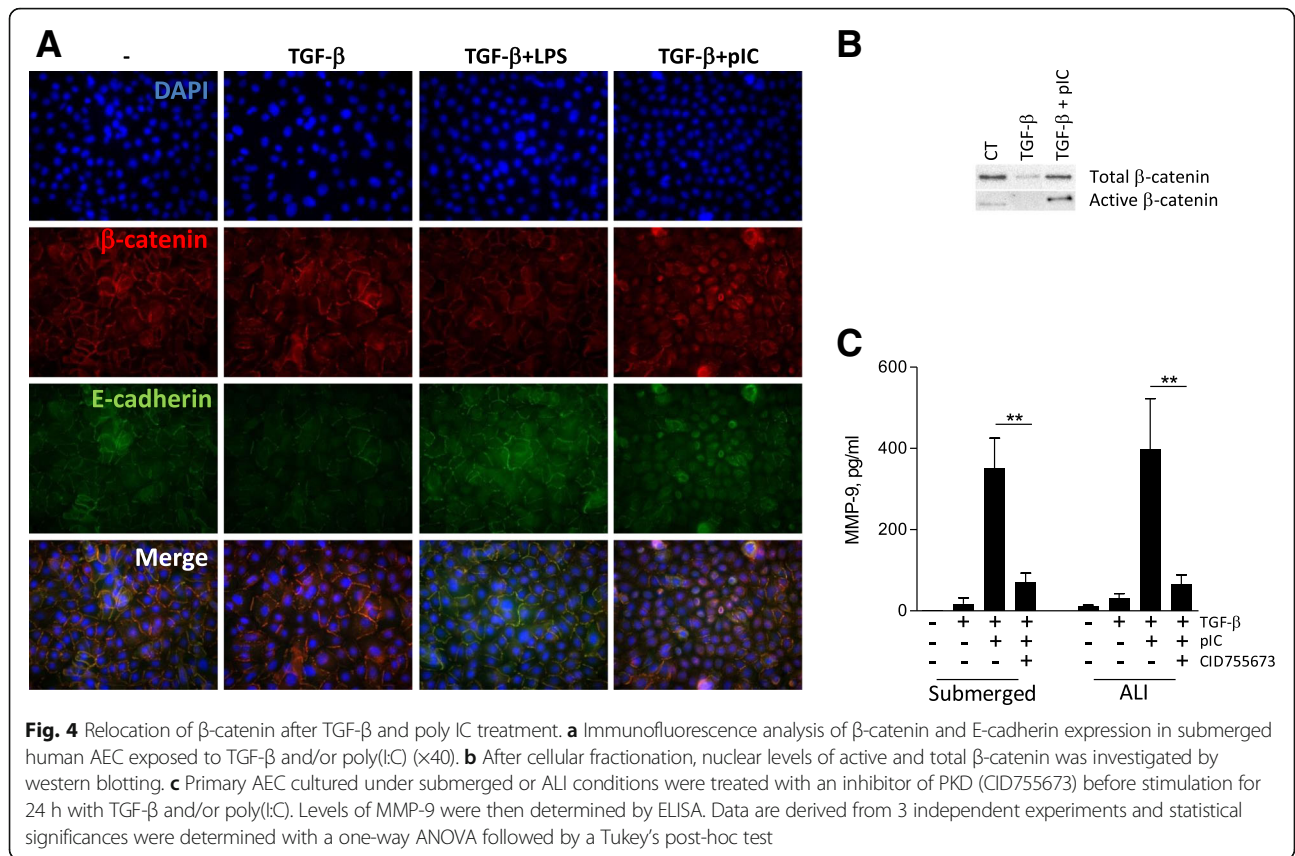 A
-
TGF-β
TGF-β+LPS
TGF-β+pIC
DAPI
β-catenin
E-cadherin
Merge
B
CT
TGF-β
TGF-β + pIC
Total β-catenin
Active β-catenin
C
MMP-9, pg/ml
600
400
200
0
** **
- + + + - + + + TGF-β
- - + + - - + + pIC
- - - + - - - + CID755673
Submerged ALI
Fig. 4 Relocation of β-catenin after TGF-β and poly IC treatment. a Immunofluorescence analysis of β-catenin and E-cadherin expression in submerged
human AEC exposed to TGF-β and/or poly(I:C) (×40). b After cellular fractionation, nuclear levels of active and total β-catenin was investigated by
western blotting. c Primary AEC cultured under submerged or ALI conditions were treated with an inhibitor of PKD (CID755673) before stimulation for
24 h with TGF-β and/or poly(I:C). Levels of MMP-9 were then determined by ELISA. Data are derived from 3 independent experiments and statistical
significances were determined with a one-way ANOVA followed by a Tukey's post-hoc test